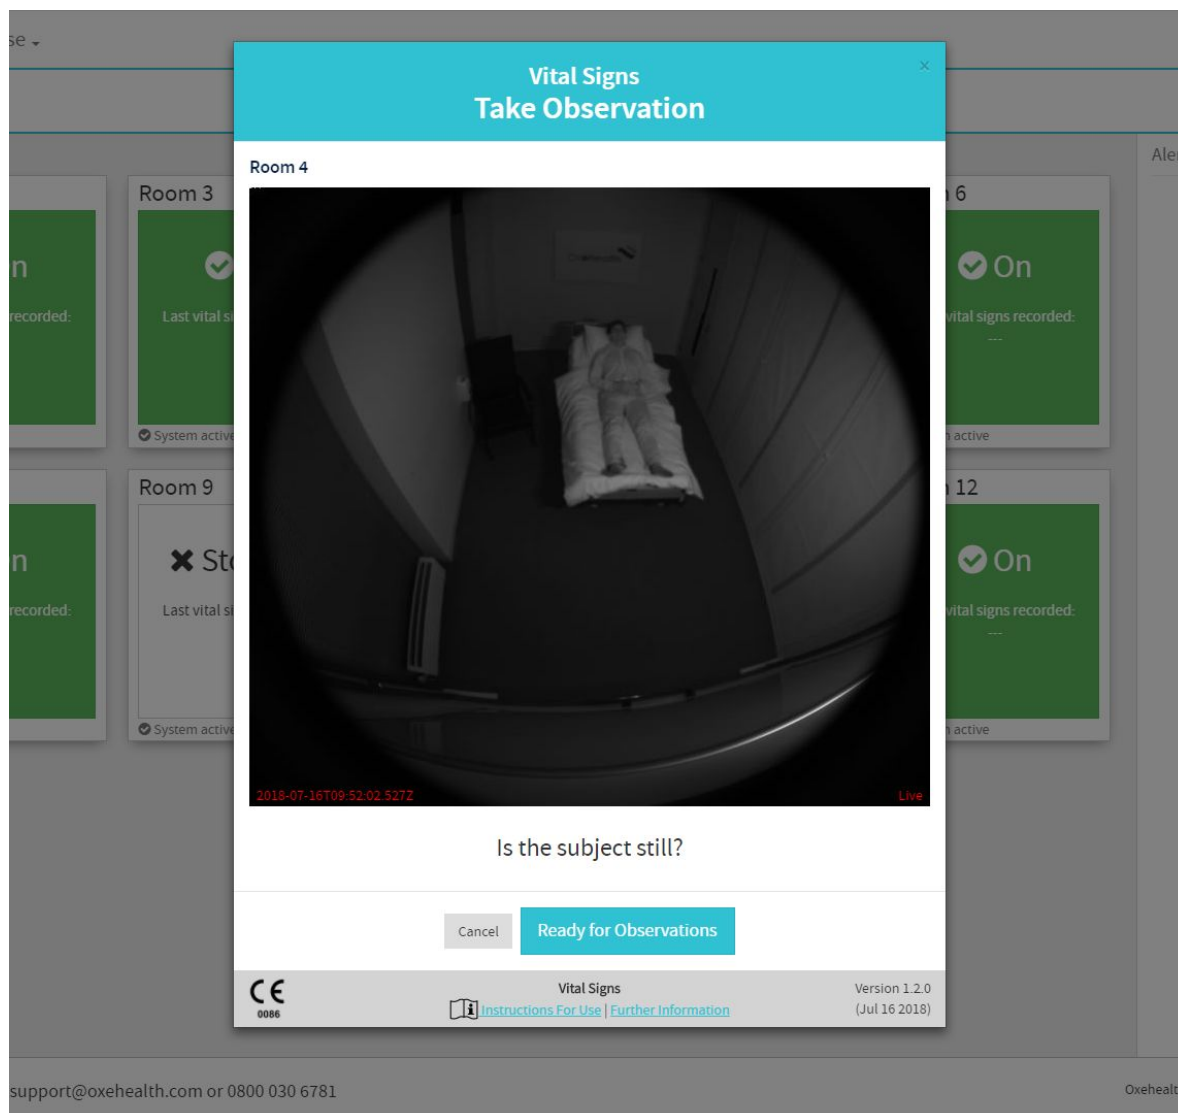 se
Vital Signs
Take Observation
×
Room 4
Room 3
Last vital si
System active
n
recorded:
6
On
vital signs recorded:
---
active
Ale
Oxehealth
2018-07-16T09:52:02.527Z
Live
Room 9
Sto
Last vital si
System active
n
recorded:
12
On
vital signs recorded:
---
active
Is the subject still?
Cancel
Ready for Observations
CE
0086
Vital Signs
Instructions For Use | Further Information
Version 1.2.0
(Jul 16 2018)
support@oxehealth.com or 0800 030 6781
Oxehealt